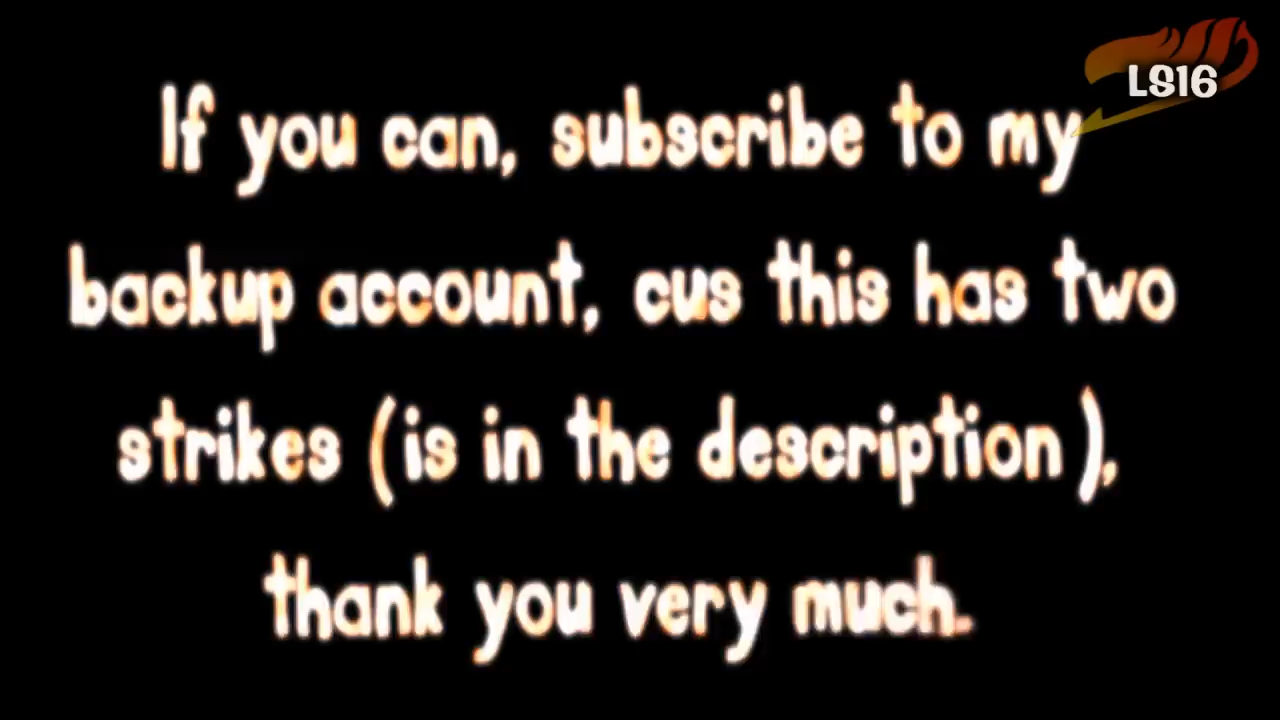 LS16
If you can, subscribe to my
backup account, cus this has two
strikes (is in the description),
thank you very much.